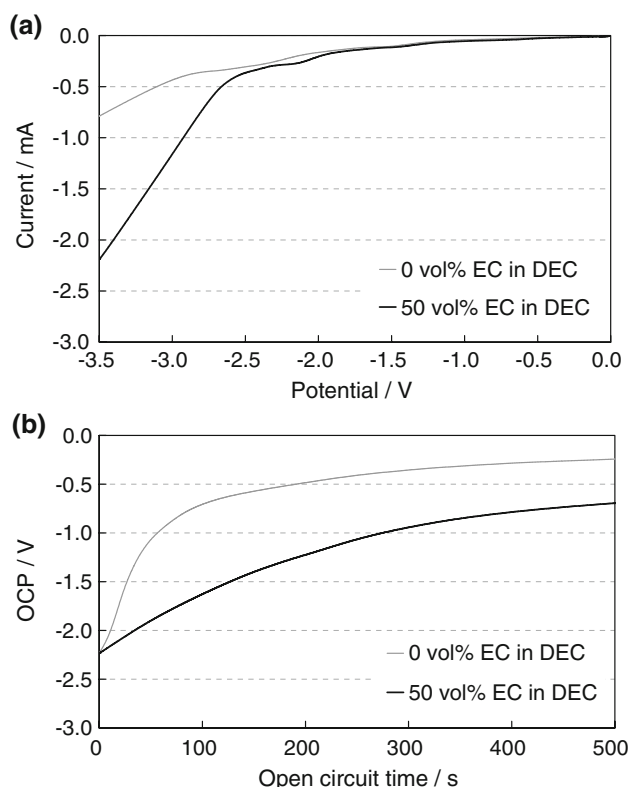 (a)
0.0
-0.5
-1.0
-1.5
-2.0
-2.5
-3.0
Current / mA
0 vol% EC in DEC
50 vol% EC in DEC
-3.5 -3.0 -2.5 -2.0 -1.5 -1.0 -0.5 0.0
Potential / V
(b)
0.0
-0.5
-1.0
-1.5
-2.0
-2.5
-3.0
OCP / V
0 vol% EC in DEC
50 vol% EC in DEC
0 100 200 300 400 500
Open circuit time / s